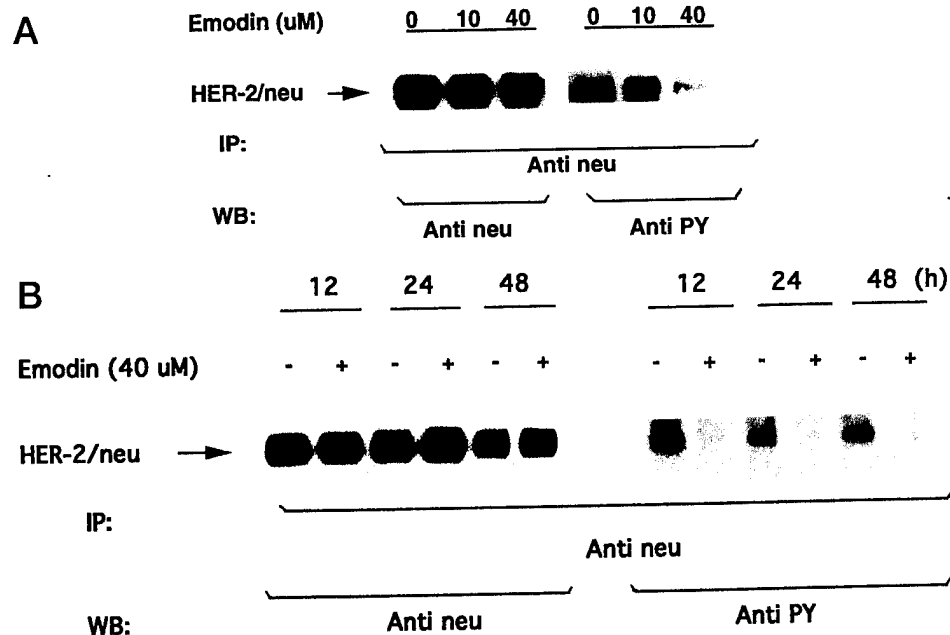 A
Emodin (uM) 0 10 40 0 10 40
HER-2/neu
IP:
Anti neu
WB:
Anti neu Anti PY
B
12 24 48 12 24 48 (h)
Emodin (40 uM) - + - + - + - + - + - +
HER-2/neu
IP:
Anti neu
WB: Anti neu Anti PY